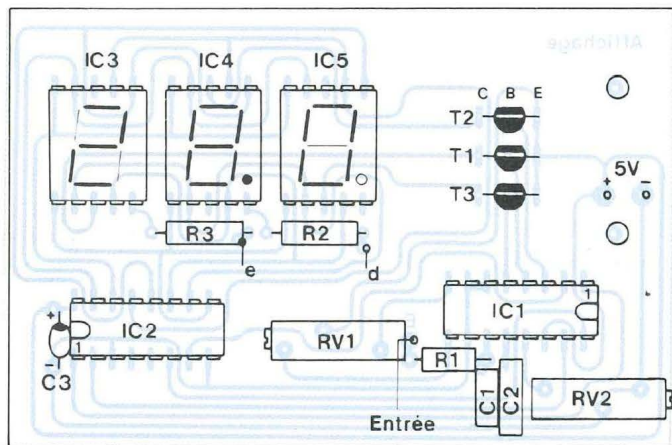 Affichage
IC3 IC4 IC5
C B E
T2
T1
T3
5V
+ -
R3 R2
e d
IC2
1
+
-
C3
RV1
Entrée
IC1
1
R1
C1
C2
RV2